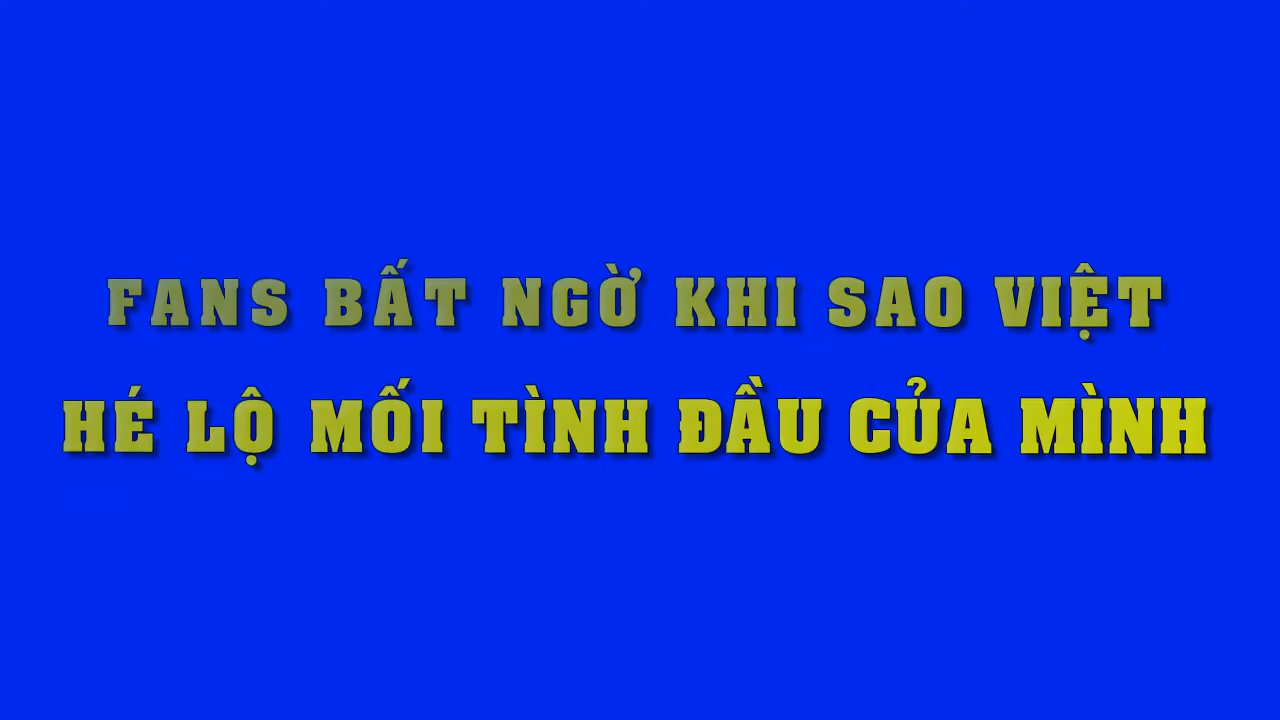 FANS BẤT NGỜ KHI SAO VIỆT
HÉ LỘ MỐI TÌNH ĐẦU CỦA MÌNH